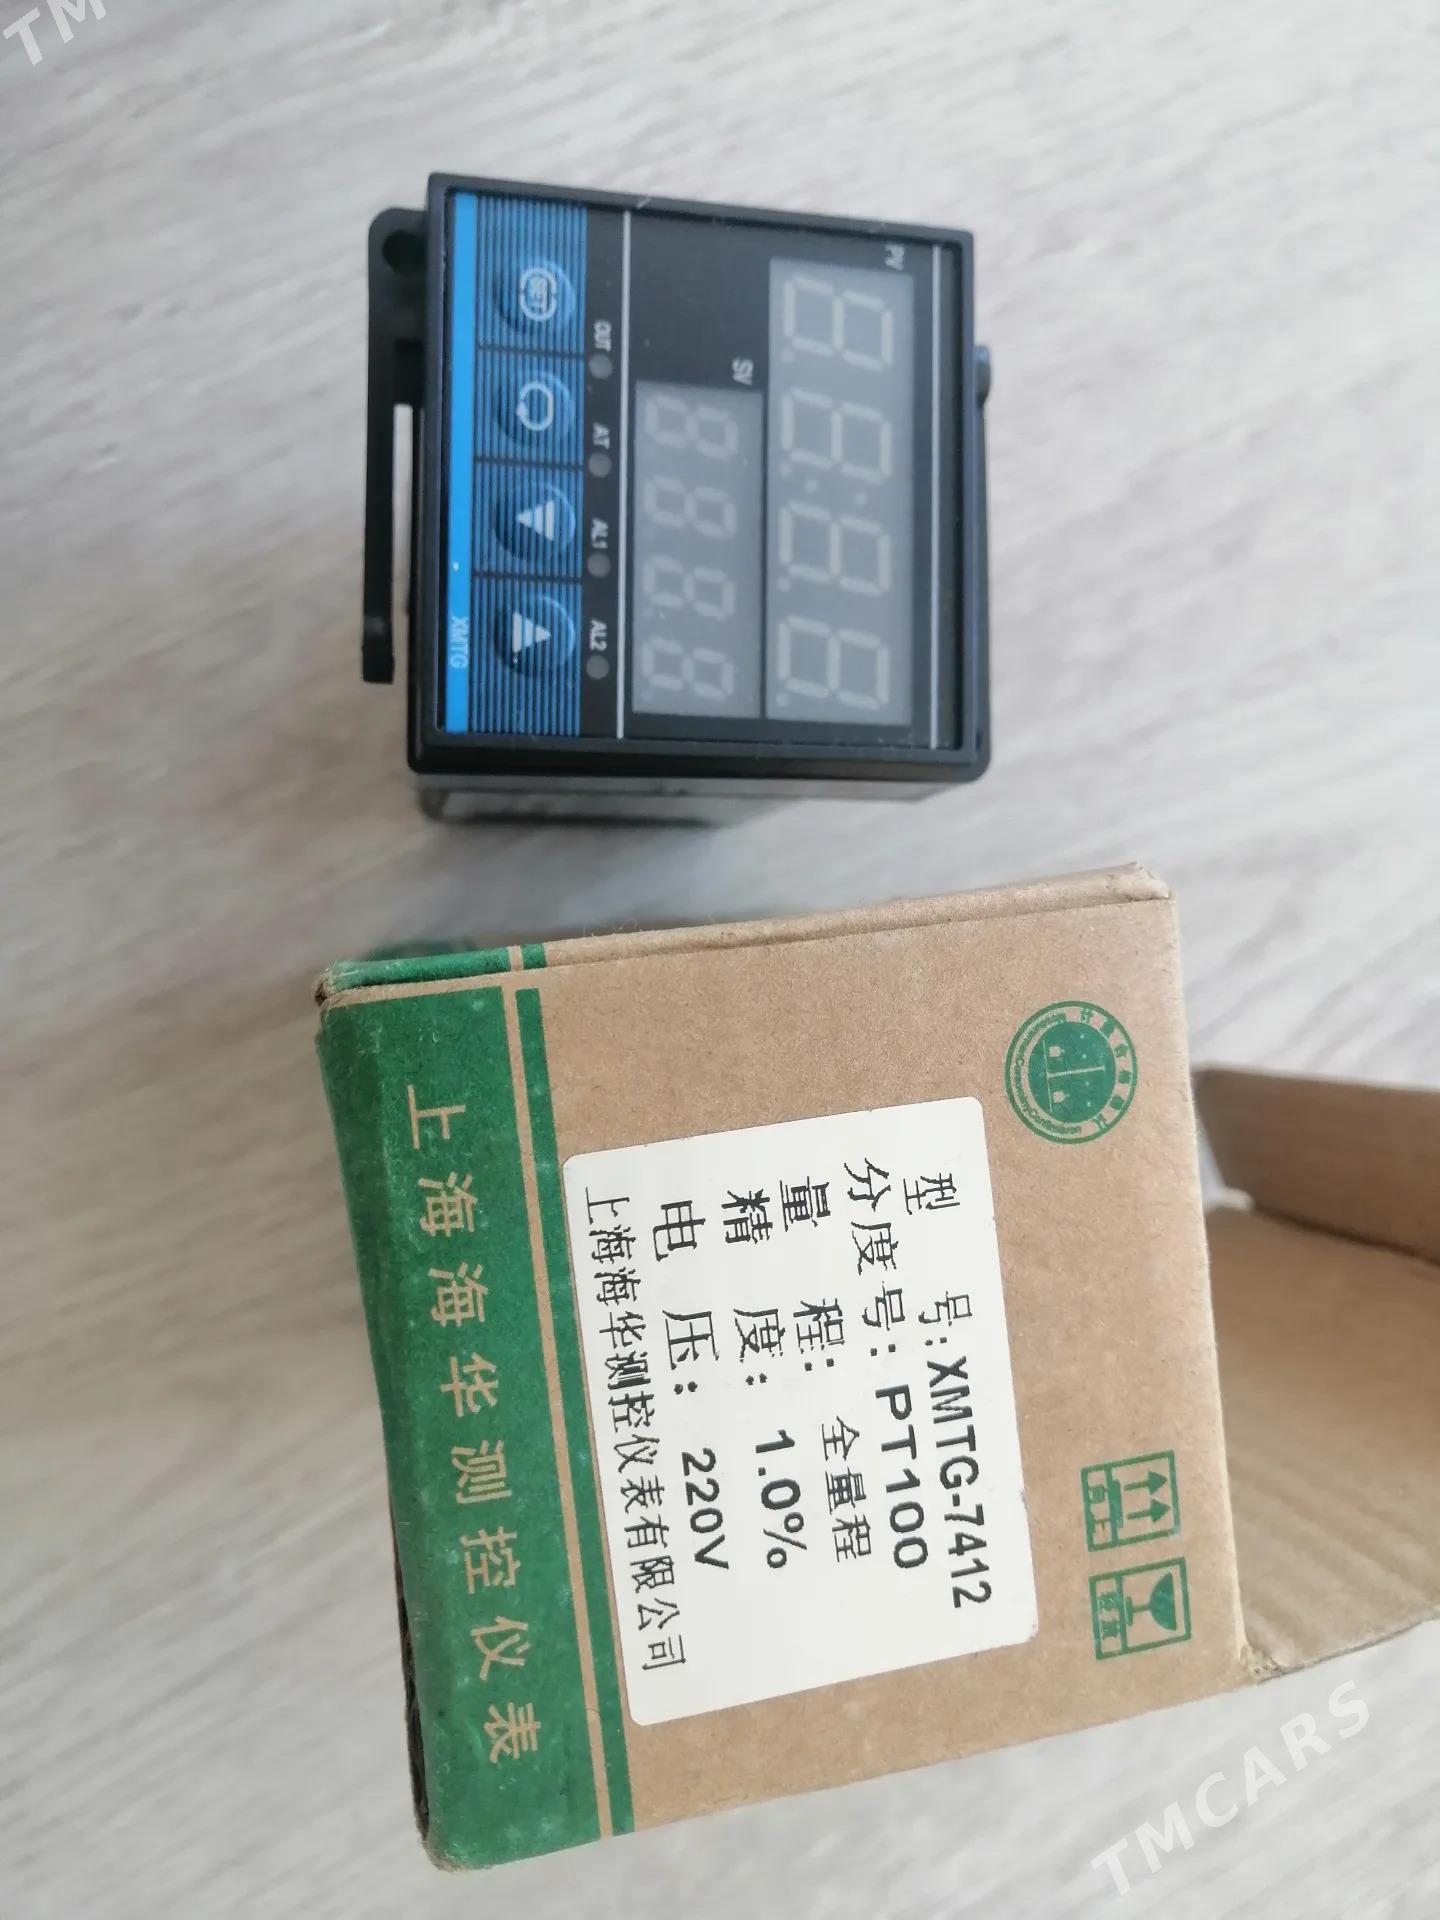 TM
PV
SV
OUT AT AL1 AL2
SET
XMTG
上海海华测控仪表
型 号: XMTG-7412
分度号: PT100
量 程: 全量程
精 度: 1.0%
电 压: 220V
上海海华测控仪表有限公司
向上
TMCARS